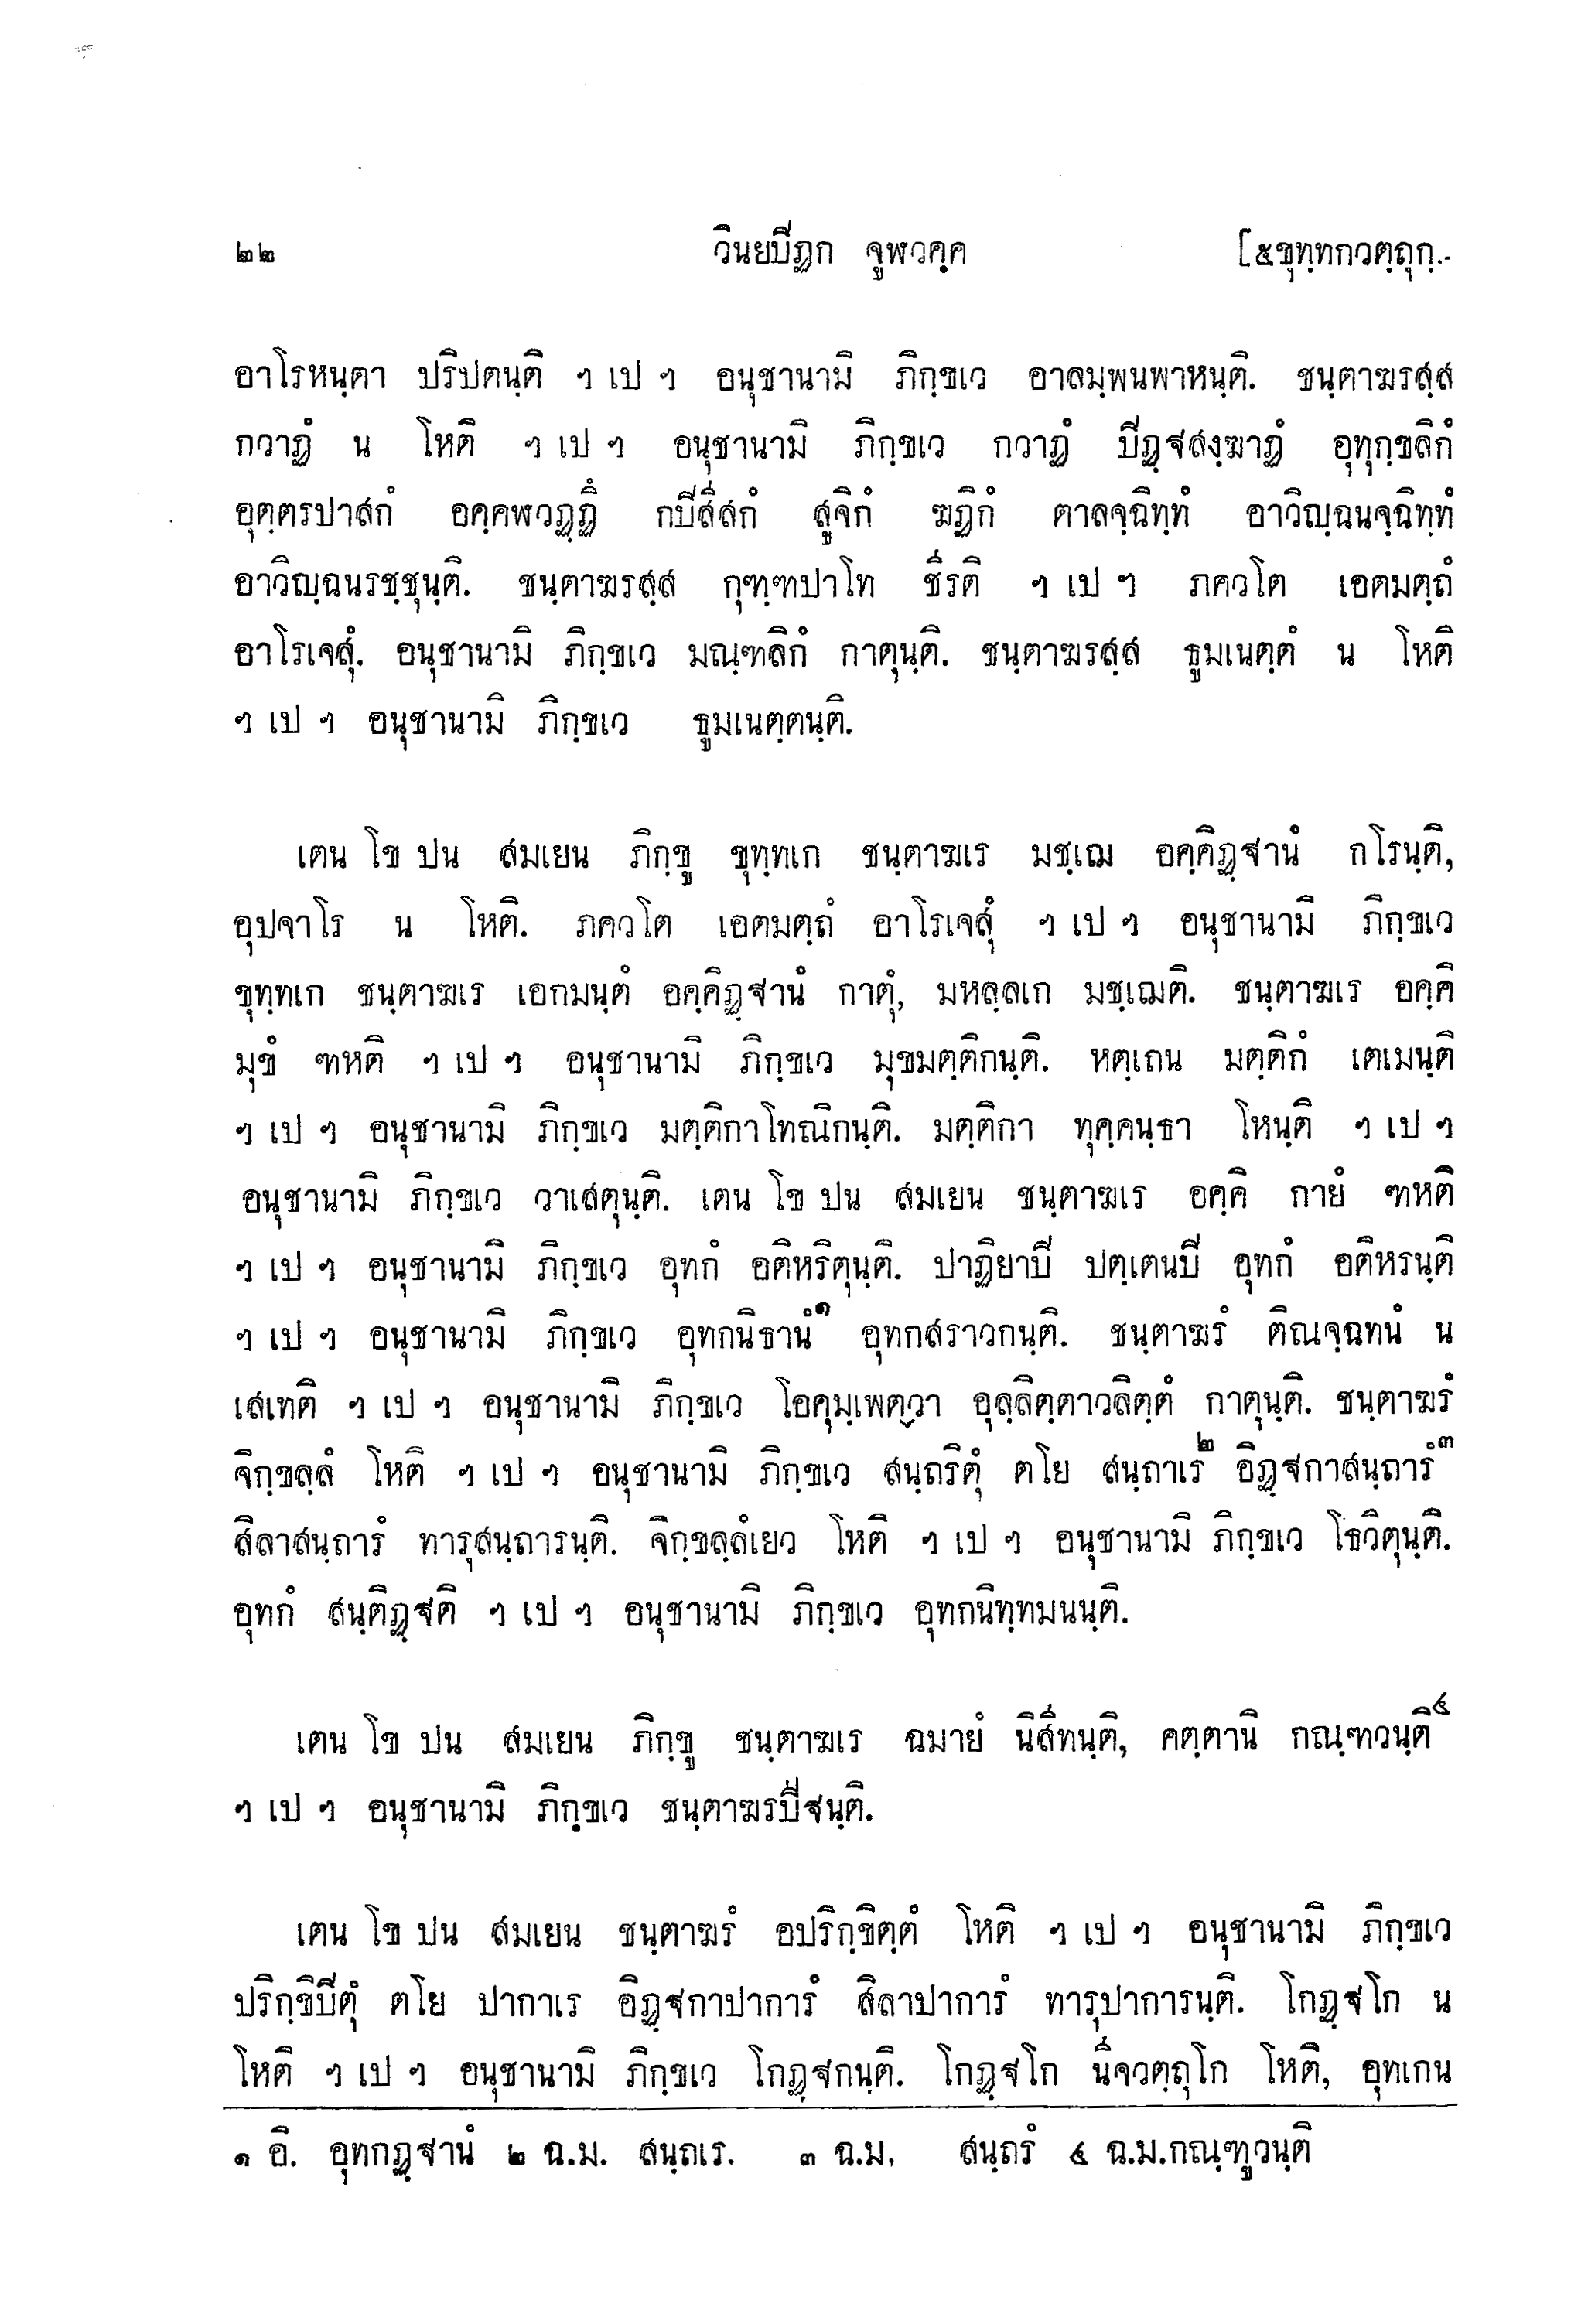 ๒๒ วินยปีฏก จูฬวคฺค [๕ขุทฺทกวตฺถุกฺ.-
อาโรหนฺตา ปริปตนฺติ ฯ เป ฯ อนุชานามิ ภิกฺขเว อาลมฺพนพาหนฺติ. ชนฺตาฆรสฺส
กวาฏํ น โหติ ฯ เป ฯ อนุชานามิ ภิกฺขเว กวาฏํ ปีฏฺฐสงฺฆาฏํ อุทุกฺขลิกํ
อุตฺตรปาสกํ อคฺคฬวฏฺฏึ กปีสีสกํ สูจิกํ ฆฏิกํ ตาลจฺฉิทฺทํ อาวิญฺฉนจฺฉิทฺทํ
อาวิญฺฉนรชฺชุนฺติ. ชนฺตาฆรสฺส กุฑฺฑปาโท ชีรติ ฯ เป ฯ ภควโต เอตมตฺถํ
อาโรเจสุํ. อนุชานามิ ภิกฺขเว มณฺฑลิกํ กาตุนฺติ. ชนฺตาฆรสฺส ธูมเนตฺตํ น โหติ
ฯ เป ฯ อนุชานามิ ภิกฺขเว ธูมเนตฺตนฺติ.
เตน โข ปน สมเยน ภิกฺขู ขุทฺทเก ชนฺตาฆเร มชฺเฌ อคฺคิฏฺฐานํ กโรนฺติ,
อุปจาโร น โหติ. ภควโต เอตมตฺถํ อาโรเจสุํ ฯ เป ฯ อนุชานามิ ภิกฺขเว
ขุทฺทเก ชนฺตาฆเร เอกมนฺตํ อคฺคิฏฺฐานํ กาตุํ, มหลฺลเก มชฺเฌติ. ชนฺตาฆเร อคฺคิ
มุขํ ฑหติ ฯ เป ฯ อนุชานามิ ภิกฺขเว มุขมตฺติกนฺติ. หตฺเถน มตฺติกํ เตเมนฺติ
ฯ เป ฯ อนุชานามิ ภิกฺขเว มตฺติกาโทณิกนฺติ. มตฺติกา ทุคฺคนฺธา โหนฺติ ฯ เป ฯ
อนุชานามิ ภิกฺขเว วาเสตุนฺติ. เตน โข ปน สมเยน ชนฺตาฆเร อคฺคิ กายํ ฑหติ
ฯ เป ฯ อนุชานามิ ภิกฺขเว อุทกํ อติหริตุนฺติ. ปาฏิยาปี ปตฺเตนปี อุทกํ อติหรนฺติ
ฯ เป ฯ อนุชานามิ ภิกฺขเว อุทกนิธานํ๑ อุทกสราวกนฺติ. ชนฺตาฆรํ ติณจฺฉทนํ น
เสเทติ ฯ เป ฯ อนุชานามิ ภิกฺขเว โอคุมฺเพตฺวา อุลฺลิตฺตาวลิตฺตํ กาตุนฺติ. ชนฺตาฆรํ
จิกฺขลฺลํ โหติ ฯ เป ฯ อนุชานามิ ภิกฺขเว สนฺถริตุํ ตโย สนฺถาเร๒ อิฏฺฐกาสนฺถารํ๓
สิลาสนฺถารํ ทารุสนฺถารนฺติ. จิกฺขลฺลํเยว โหติ ฯ เป ฯ อนุชานามิ ภิกฺขเว โธวิตุนฺติ.
อุทกํ สนฺติฏฺฐติ ฯ เป ฯ อนุชานามิ ภิกฺขเว อุทกนิทฺทมนนฺติ.
เตน โข ปน สมเยน ภิกฺขู ชนฺตาฆเร ฉมายํ นิสีทนฺติ, คตฺตานิ กณฺฑวนฺติ๔
ฯ เป ฯ อนุชานามิ ภิกฺขเว ชนฺตาฆรปีฐนฺติ.
เตน โข ปน สมเยน ชนฺตาฆรํ อปริกฺขิตฺตํ โหติ ฯ เป ฯ อนุชานามิ ภิกฺขเว
ปริกฺขิปิตุํ ตโย ปากาเร อิฏฺฐกาปาการํ สิลาปาการํ ทารุปาการนฺติ. โกฏฺฐโก น
โหติ ฯ เป ฯ อนุชานามิ ภิกฺขเว โกฏฺฐกนฺติ. โกฏฺฐโก นีจวตฺถุโก โหติ, อุทเกน
๑ อิ. อุทกฏฺฐานํ ๒ ฉ.ม. สนฺถเร. ๓ ฉ.ม. สนฺถรํ ๔ ฉ.ม.กณฺฑูวนฺติ